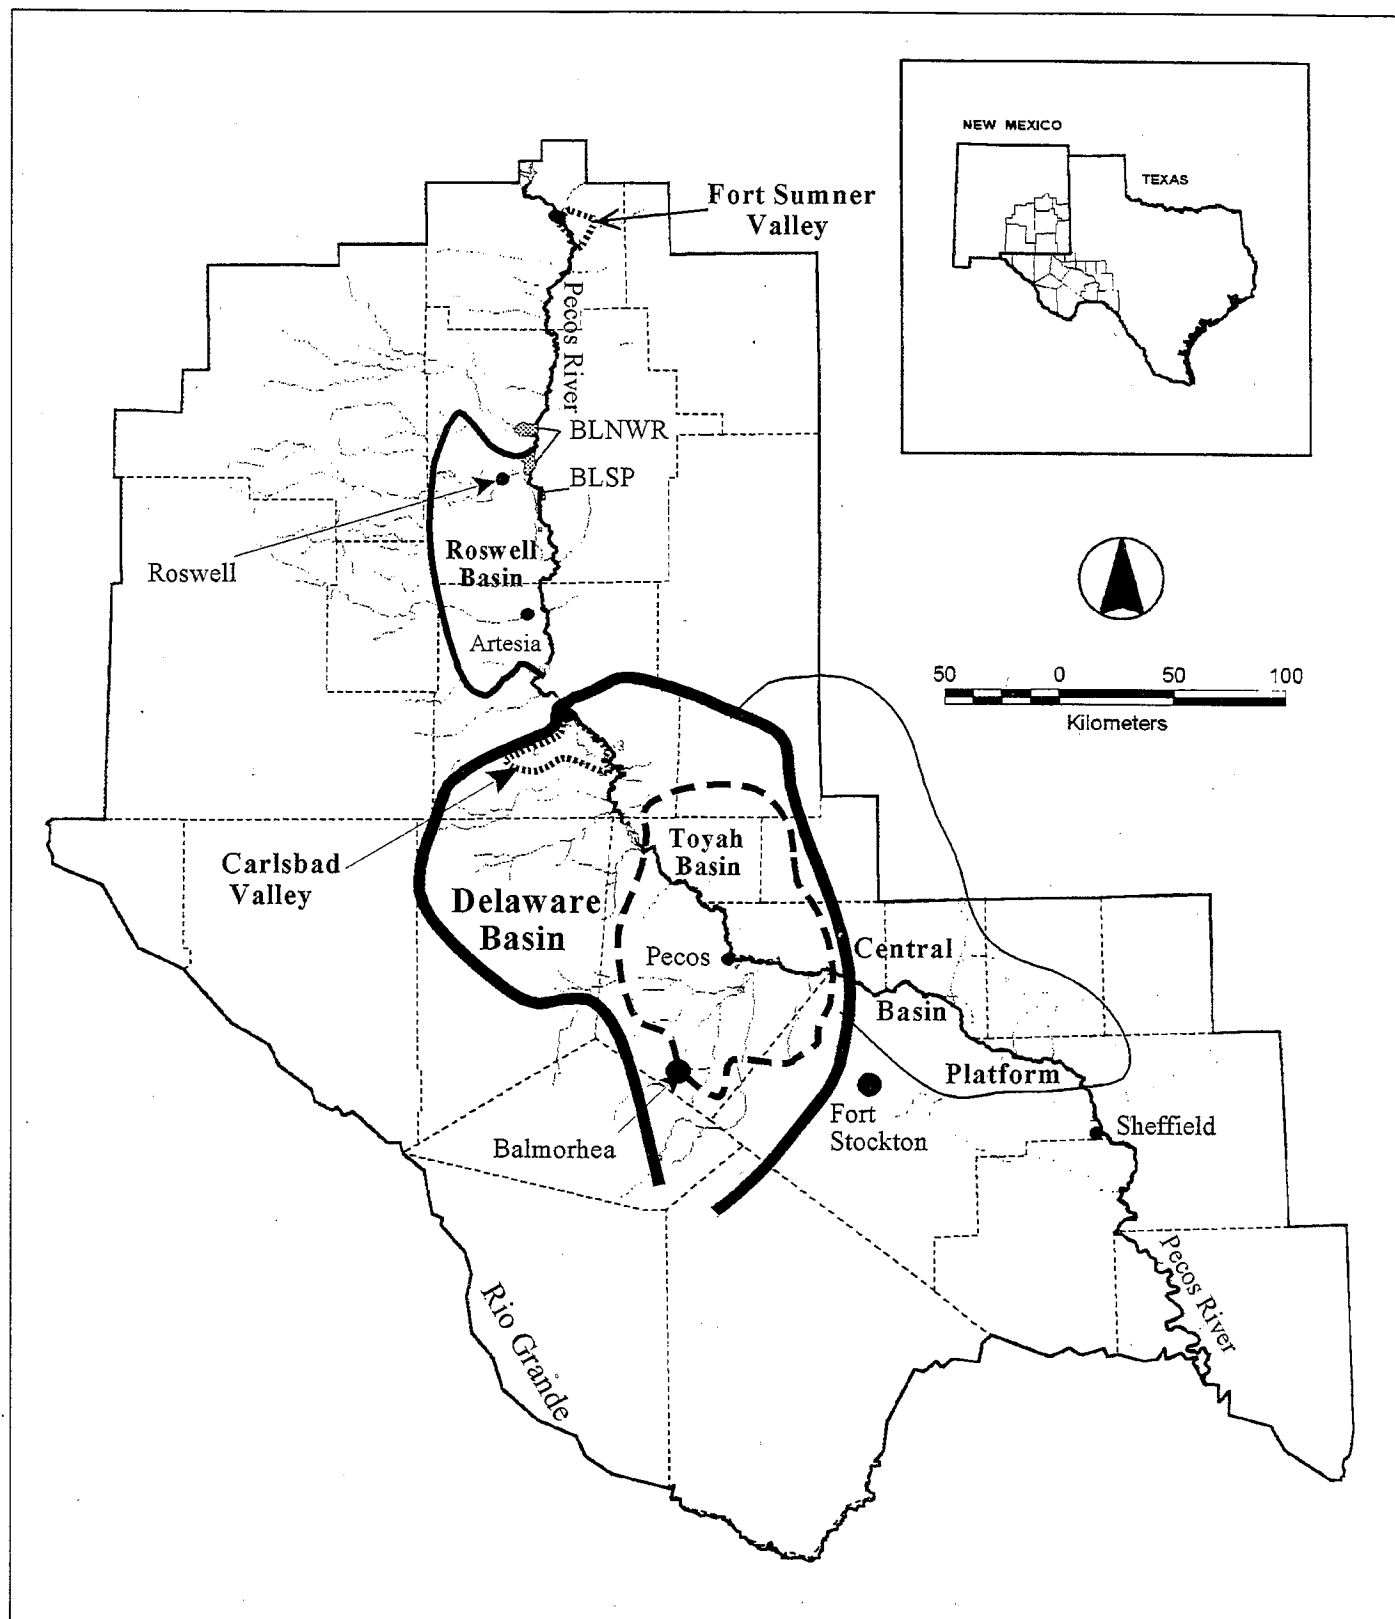 NEW MEXICO
TEXAS
Fort Sumner
Valley
Pecos River
BLNWR
BLSP
Roswell
Basin
Roswell
Artesia
50 0 50 100
Kilometers
Toyah
Basin
Carlsbad
Valley
Delaware
Basin
Pecos
Central
Basin
Platform
Fort
Stockton
Sheffield
Balmorhea
Pecos River
Rio Grande